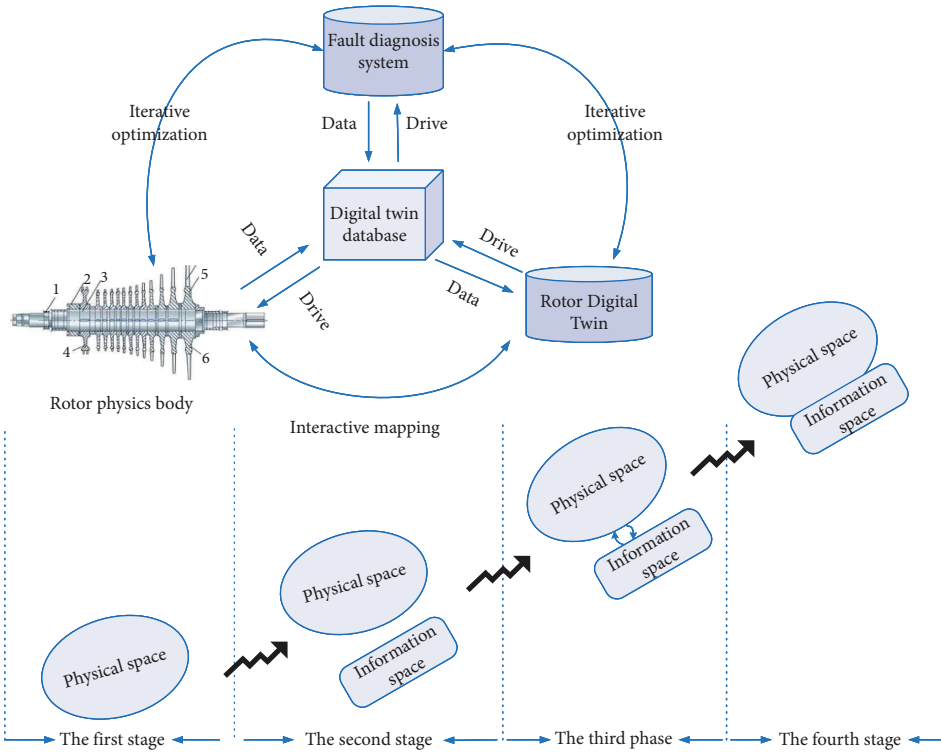 Fault diagnosis
system
Iterative
optimization
Data
Drive
Iterative
optimization
Digital twin
database
Data
Drive
Drive
Data
Rotor Digital
Twin
1
2
3
4
5
6
Rotor physics body
Interactive mapping
Physical space
Information
space
Physical space
Information
space
Physical space
Information
space
Physical space
The first stage
The second stage
The third phase
The fourth stage